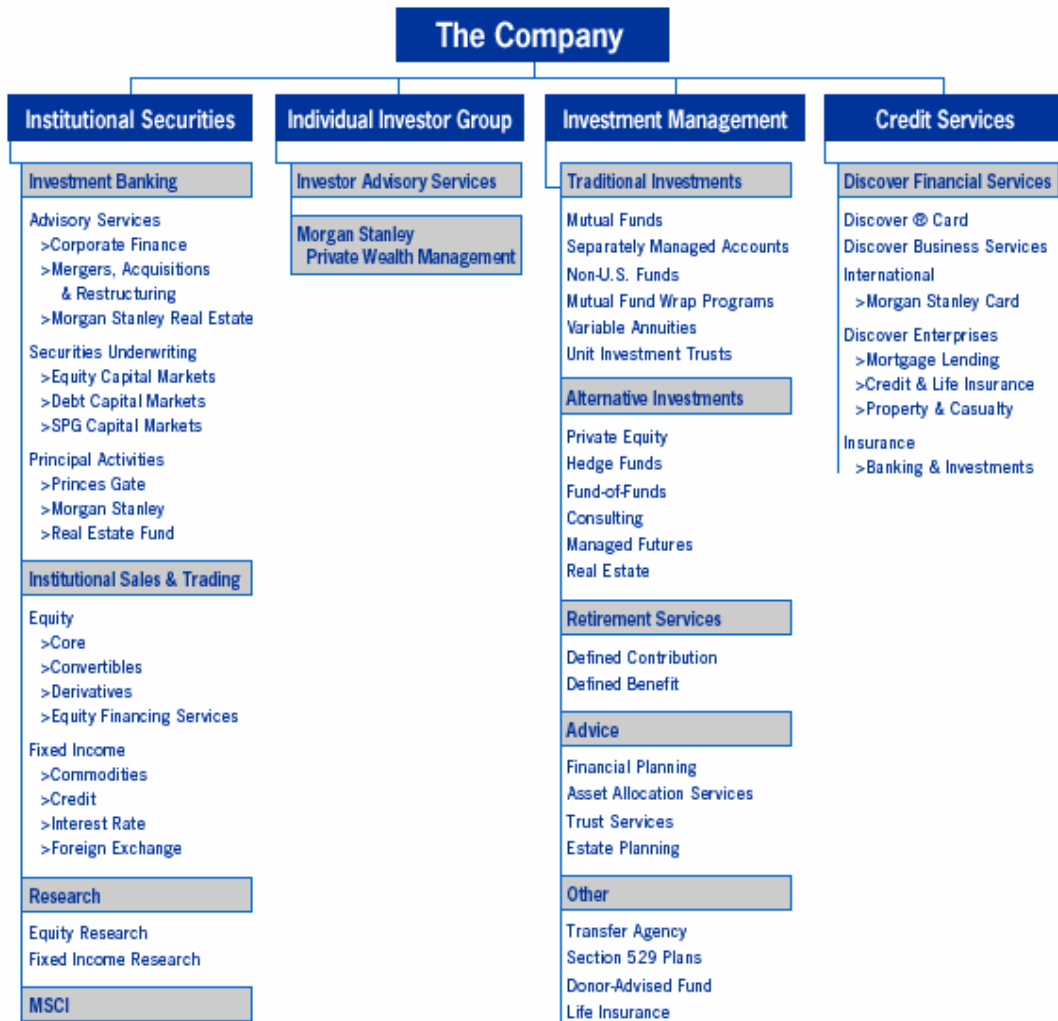 The Company
Institutional Securities
Investment Banking
Advisory Services
>Corporate Finance
>Mergers, Acquisitions
& Restructuring
>Morgan Stanley Real Estate
Securities Underwriting
>Equity Capital Markets
>Debt Capital Markets
>SPG Capital Markets
Principal Activities
>Princes Gate
>Morgan Stanley
>Real Estate Fund
Institutional Sales & Trading
Equity
>Core
>Convertibles
>Derivatives
>Equity Financing Services
Fixed Income
>Commodities
>Credit
>Interest Rate
>Foreign Exchange
Research
Equity Research
Fixed Income Research
MSCI
Individual Investor Group
Investor Advisory Services
Morgan Stanley
Private Wealth Management
Investment Management
Traditional Investments
Mutual Funds
Separately Managed Accounts
Non-U.S. Funds
Mutual Fund Wrap Programs
Variable Annuities
Unit Investment Trusts
Alternative Investments
Private Equity
Hedge Funds
Fund-of-Funds
Consulting
Managed Futures
Real Estate
Retirement Services
Defined Contribution
Defined Benefit
Advice
Financial Planning
Asset Allocation Services
Trust Services
Estate Planning
Other
Transfer Agency
Section 529 Plans
Donor-Advised Fund
Life Insurance
Credit Services
Discover Financial Services
Discover ® Card
Discover Business Services
International
>Morgan Stanley Card
Discover Enterprises
>Mortgage Lending
>Credit & Life Insurance
>Property & Casualty
Insurance
>Banking & Investments